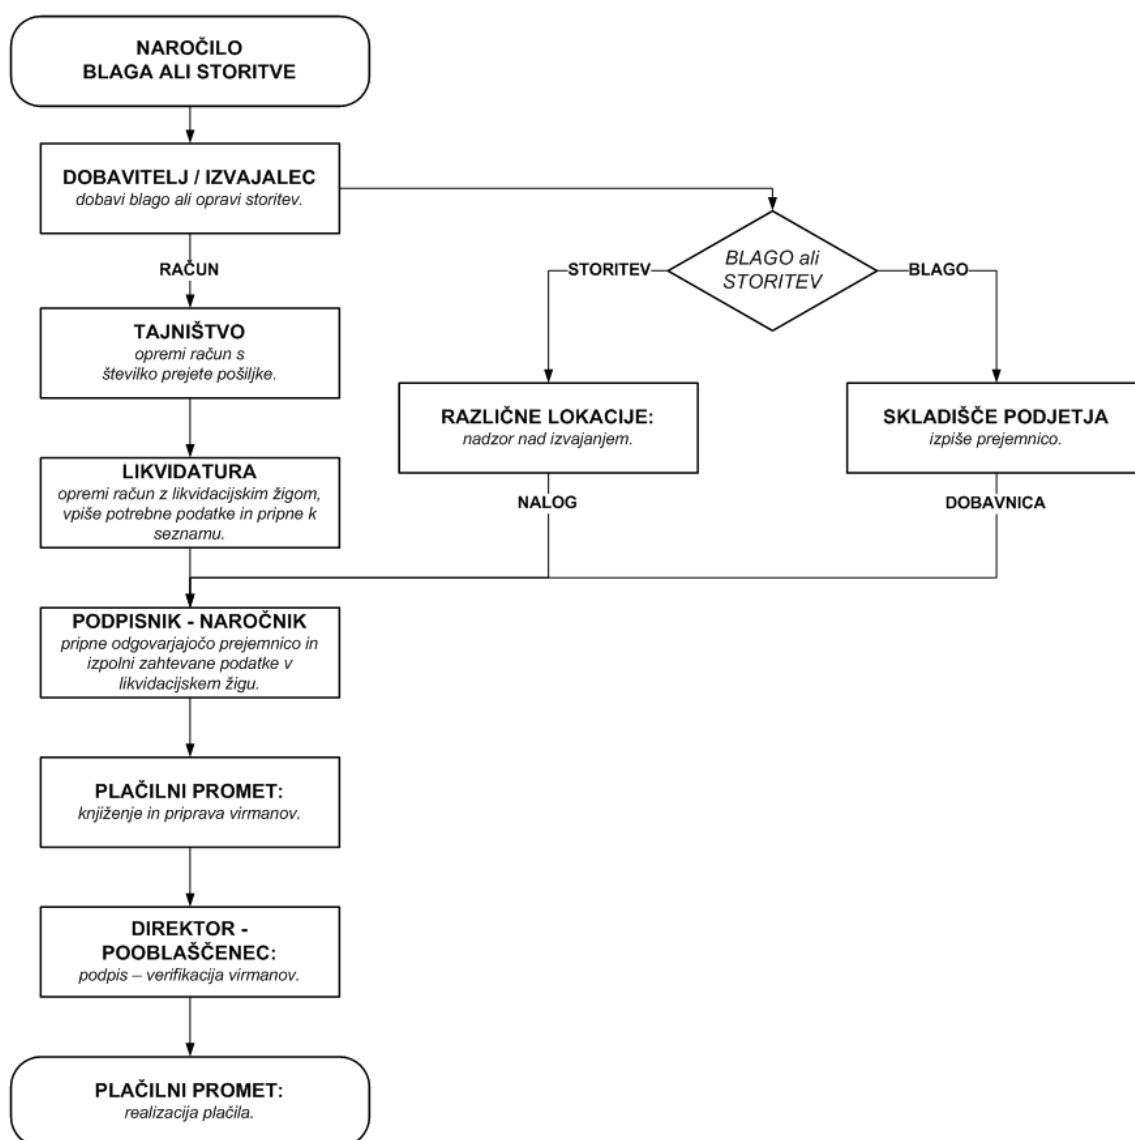 NAROČILO
BLAGA ALI STORITVE
DOBAVITELJ / IZVAJALEC
dobavi blago ali opravi storitev.
RAČUN
BLAGO ali
STORITEV
STORITEV
BLAGO
TAJNIŠTVO
opremi račun s
številko prejete pošiljke.
RAZLIČNE LOKACIJE:
nadzor nad izvajanjem.
SKLADIŠČE PODJETJA
izpiše prejemnico.
LIKVIDATURA
opremi račun z likvidacijskim žigom,
vpiše potrebne podatke in pripne k
seznamu.
NALOG
DOBAVNICA
PODPISNIK - NAROČNIK
pripne odgovarjajočo prejemnico in
izpolni zahtevane podatke v
likvidacijskem žigu.
PLAČILNI PROMET:
knjiženje in priprava virmanov.
DIREKTOR -
POOBLAŠČENEC:
podpis – verifikacija virmanov.
PLAČILNI PROMET:
realizacija plačila.